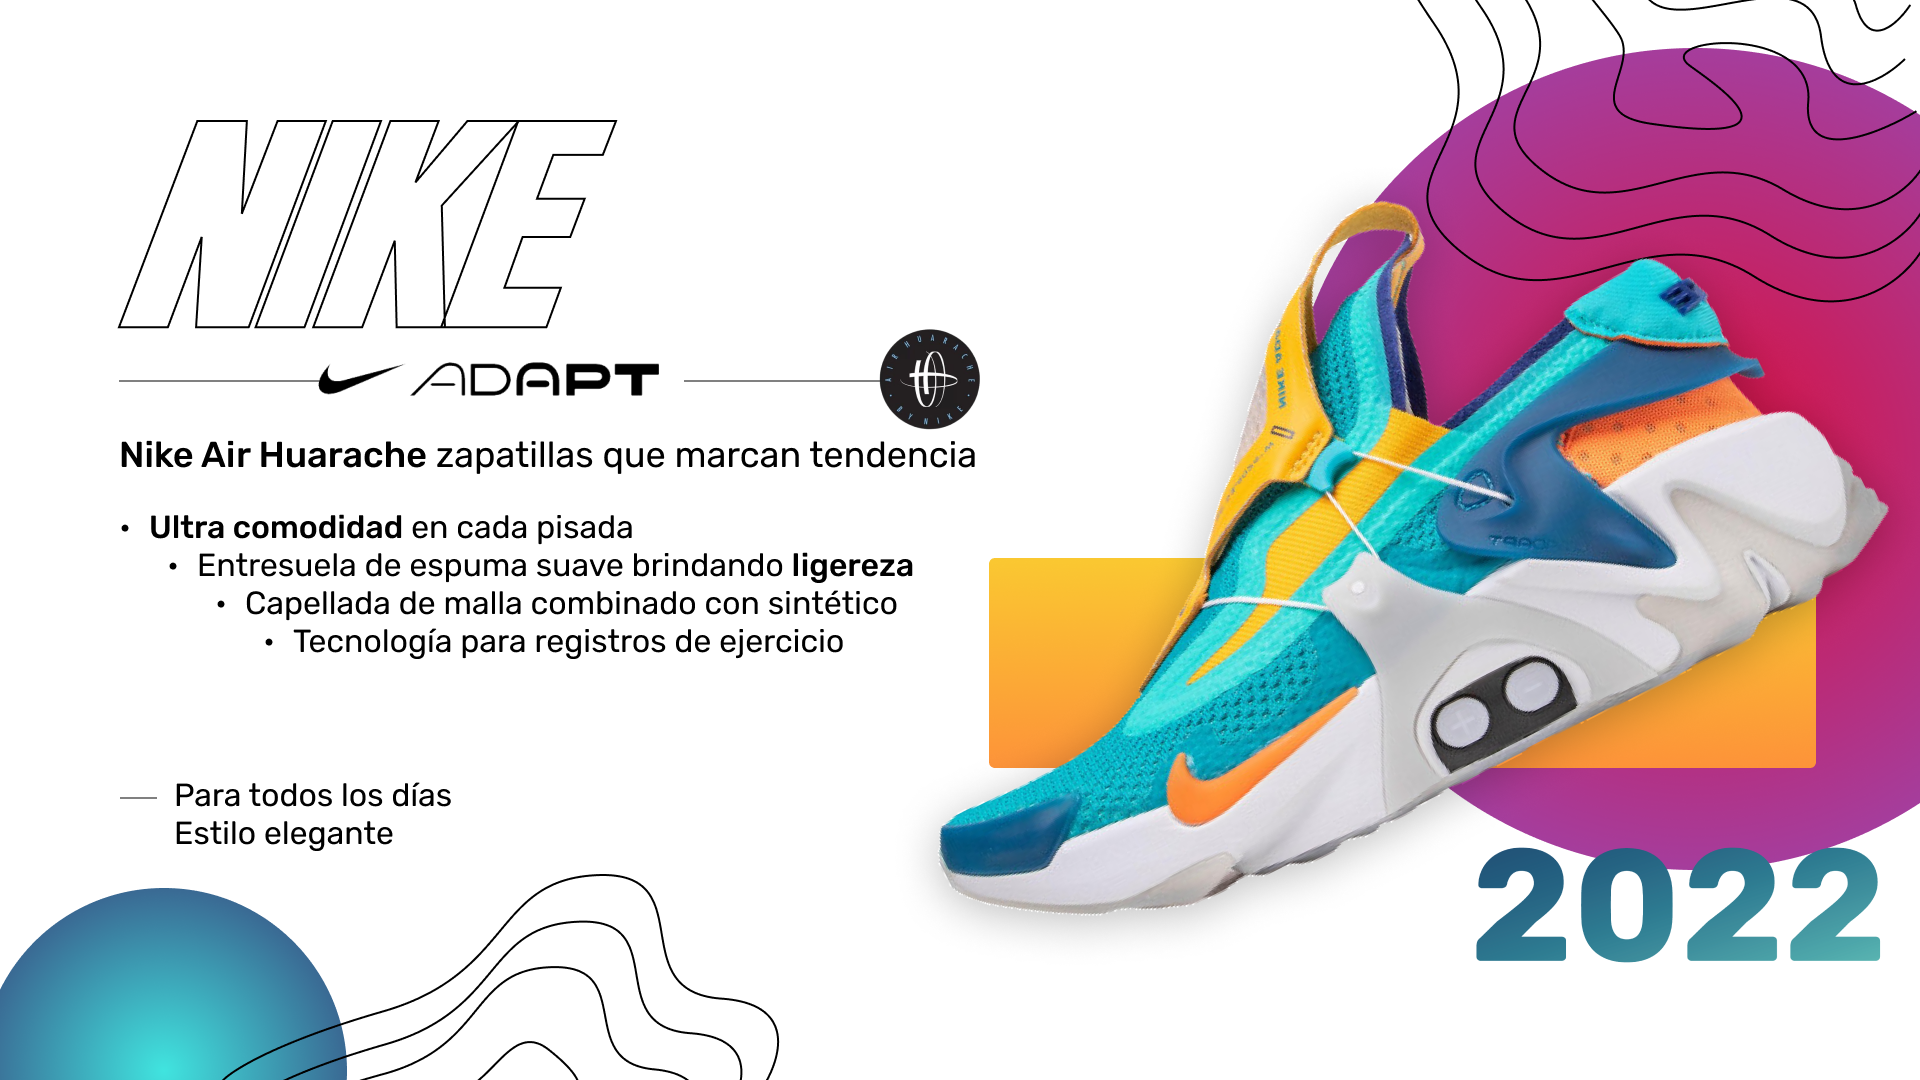 NIKE
ADAPT
AIR HUARACHE
BY NIKE
Nike Air Huarache zapatillas que marcan tendencia
• Ultra comodidad en cada pisada
• Entresuela de espuma suave brindando ligereza
• Capellada de malla combinado con sintético
• Tecnología para registros de ejercicio
Para todos los días
Estilo elegante
2022